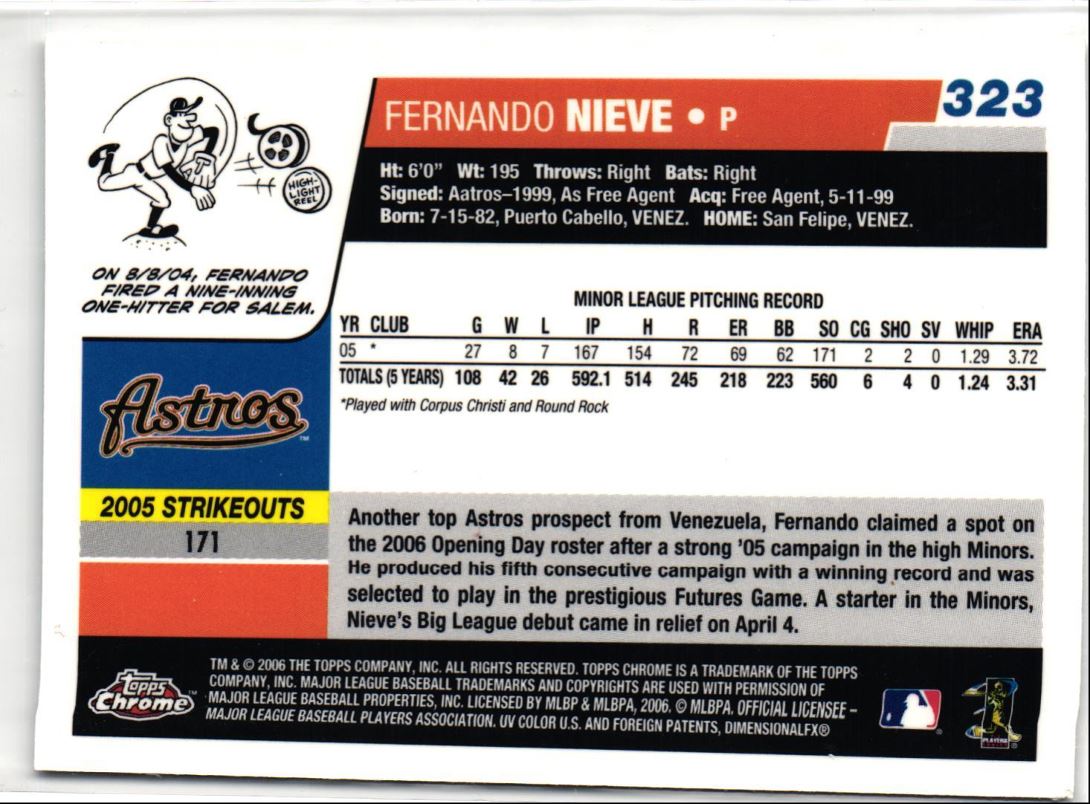 FERNANDO NIEVE • P
323
Ht: 6'0" Wt: 195 Throws: Right Bats: Right
Signed: Aatros–1999, As Free Agent Acq: Free Agent, 5-11-99
Born: 7-15-82, Puerto Cabello, VENEZ. HOME: San Felipe, VENEZ.
HIGH-
LIGHT
REEL
ON 8/8/04, FERNANDO
FIRED A NINE-INNING
ONE-HITTER FOR SALEM.
MINOR LEAGUE PITCHING RECORD
YR CLUB G W L IP H R ER BB SO CG SHO SV WHIP ERA
05 * 27 8 7 167 154 72 69 62 171 2 2 0 1.29 3.72
TOTALS (5 YEARS) 108 42 26 592.1 514 245 218 223 560 6 4 0 1.24 3.31
*Played with Corpus Christi and Round Rock
Astros™
2005 STRIKEOUTS
171
Another top Astros prospect from Venezuela, Fernando claimed a spot on
the 2006 Opening Day roster after a strong '05 campaign in the high Minors.
He produced his fifth consecutive campaign with a winning record and was
selected to play in the prestigious Futures Game. A starter in the Minors,
Nieve's Big League debut came in relief on April 4.
Topps
Chrome™
TM & © 2006 THE TOPPS COMPANY, INC. ALL RIGHTS RESERVED. TOPPS CHROME IS A TRADEMARK OF THE TOPPS
COMPANY, INC. MAJOR LEAGUE BASEBALL TRADEMARKS AND COPYRIGHTS ARE USED WITH PERMISSION OF
MAJOR LEAGUE BASEBALL PROPERTIES, INC. LICENSED BY MLBP & MLBPA, 2006. © MLBPA. OFFICIAL LICENSEE –
MAJOR LEAGUE BASEBALL PLAYERS ASSOCIATION. UV COLOR U.S. AND FOREIGN PATENTS, DIMENSIONALFX®
PLAYERS
CHOICE